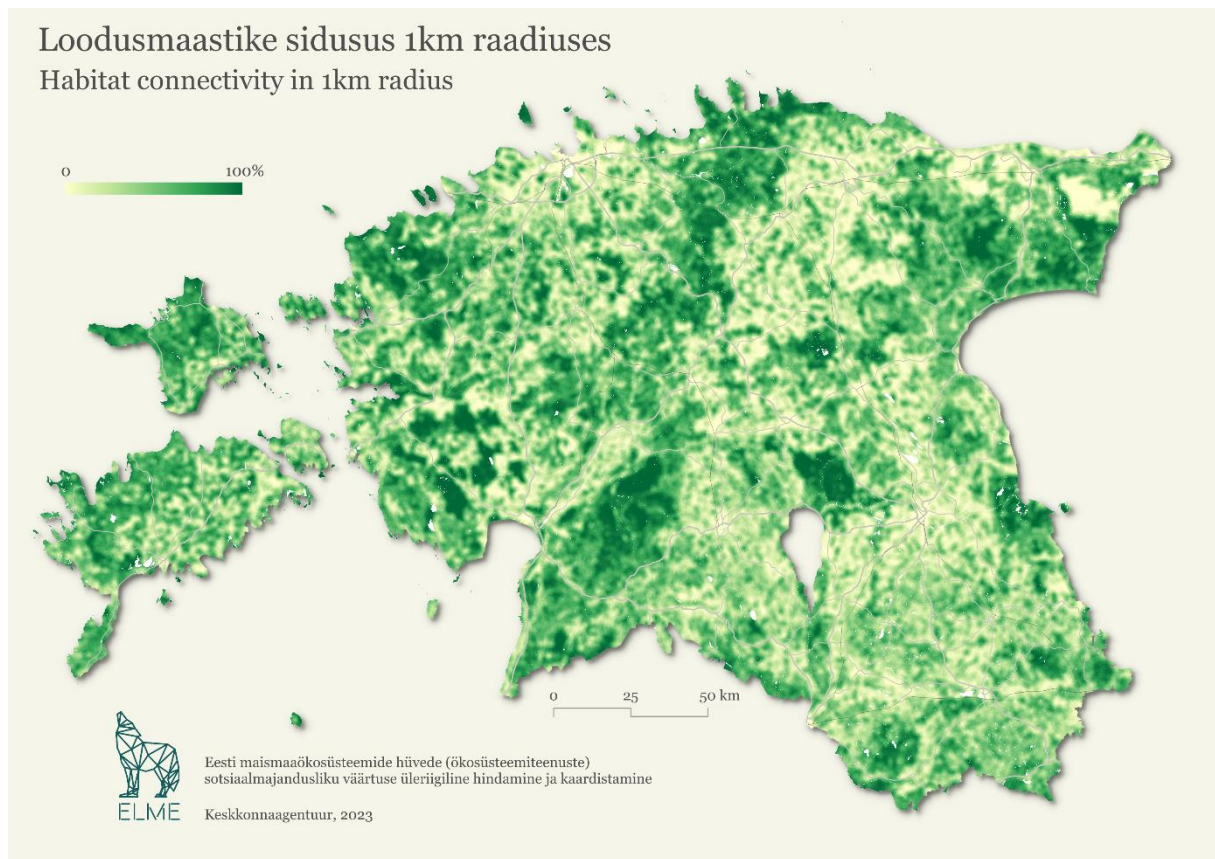 Loodusmaastike sidusus 1km raadiuses
Habitat connectivity in 1km radius
0 100%
0 25 50 km
Eesti maismaaökosüsteemide hüvede (ökosüsteemiteenuste)
sotsiaalmajandusliku väärtuse üleriigiline hindamine ja kaardistamine
ELME
Keskkonnaagentuur, 2023